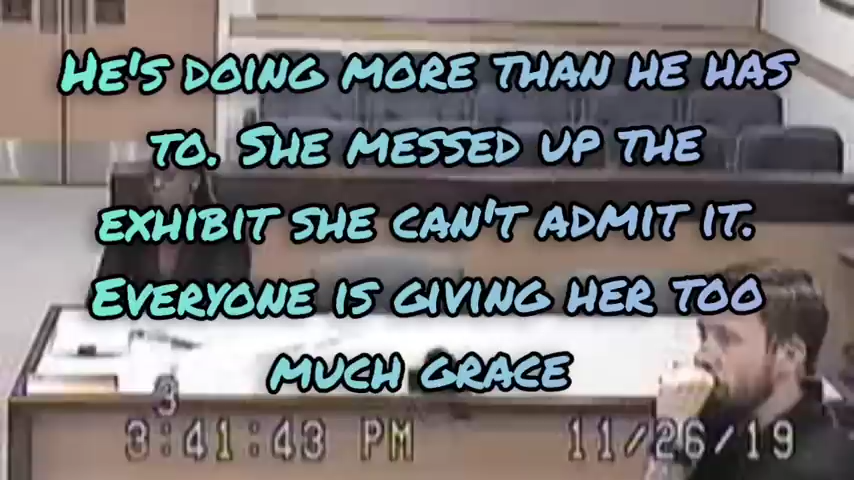 He's doing more than he has
to. She messed up the
exhibit she can't admit it.
Everyone is giving her too
much grace
3
3:41:43 PM 11/26/19